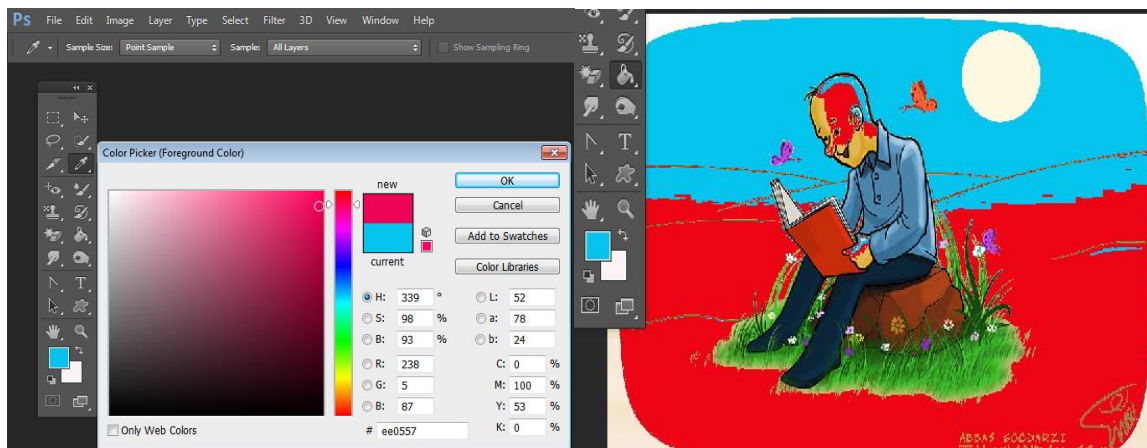 Ps File Edit Image Layer Type Select Filter 3D View Window Help
Sample Size: Point Sample Sample: All Layers Show Sampling Ring
Color Picker (Foreground Color)
new
current
OK
Cancel
Add to Swatches
Color Libraries
H: 339 ° L: 52
S: 98 % a: 78
B: 93 % b: 24
R: 238 C: 0 %
G: 5 M: 100 %
B: 87 Y: 53 %
# ee0557 K: 0 %
Only Web Colors
T
T
ABBAS GOODARZI